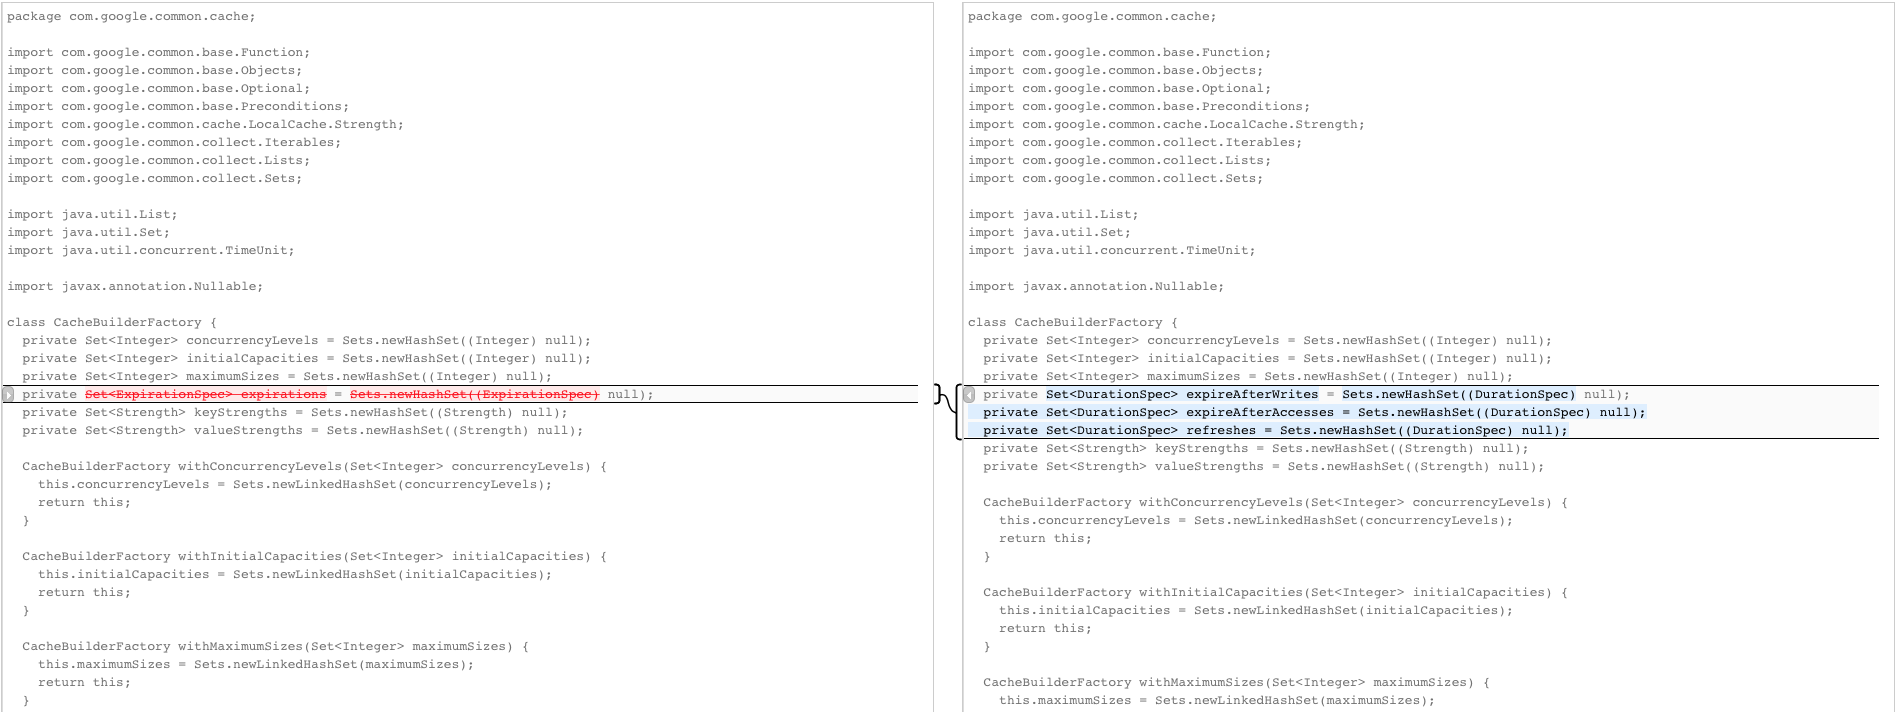 package com.google.common.cache;

import com.google.common.base.Function;
import com.google.common.base.Objects;
import com.google.common.base.Optional;
import com.google.common.base.Preconditions;
import com.google.common.cache.LocalCache.Strength;
import com.google.common.collect.Iterables;
import com.google.common.collect.Lists;
import com.google.common.collect.Sets;

import java.util.List;
import java.util.Set;
import java.util.concurrent.TimeUnit;

import javax.annotation.Nullable;

class CacheBuilderFactory {
  private Set<Integer> concurrencyLevels = Sets.newHashSet((Integer) null);
  private Set<Integer> initialCapacities = Sets.newHashSet((Integer) null);
  private Set<Integer> maximumSizes = Sets.newHashSet((Integer) null);
  private Set<ExpirationSpec> expirations = Sets.newHashSet((ExpirationSpec) null);
  private Set<Strength> keyStrengths = Sets.newHashSet((Strength) null);
  private Set<Strength> valueStrengths = Sets.newHashSet((Strength) null);

  CacheBuilderFactory withConcurrencyLevels(Set<Integer> concurrencyLevels) {
    this.concurrencyLevels = Sets.newLinkedHashSet(concurrencyLevels);
    return this;
  }

  CacheBuilderFactory withInitialCapacities(Set<Integer> initialCapacities) {
    this.initialCapacities = Sets.newLinkedHashSet(initialCapacities);
    return this;
  }

  CacheBuilderFactory withMaximumSizes(Set<Integer> maximumSizes) {
    this.maximumSizes = Sets.newLinkedHashSet(maximumSizes);
    return this;
  }

package com.google.common.cache;

import com.google.common.base.Function;
import com.google.common.base.Objects;
import com.google.common.base.Optional;
import com.google.common.base.Preconditions;
import com.google.common.cache.LocalCache.Strength;
import com.google.common.collect.Iterables;
import com.google.common.collect.Lists;
import com.google.common.collect.Sets;

import java.util.List;
import java.util.Set;
import java.util.concurrent.TimeUnit;

import javax.annotation.Nullable;

class CacheBuilderFactory {
  private Set<Integer> concurrencyLevels = Sets.newHashSet((Integer) null);
  private Set<Integer> initialCapacities = Sets.newHashSet((Integer) null);
  private Set<Integer> maximumSizes = Sets.newHashSet((Integer) null);
  private Set<DurationSpec> expireAfterWrites = Sets.newHashSet((DurationSpec) null);
  private Set<DurationSpec> expireAfterAccesses = Sets.newHashSet((DurationSpec) null);
  private Set<DurationSpec> refreshes = Sets.newHashSet((DurationSpec) null);
  private Set<Strength> keyStrengths = Sets.newHashSet((Strength) null);
  private Set<Strength> valueStrengths = Sets.newHashSet((Strength) null);

  CacheBuilderFactory withConcurrencyLevels(Set<Integer> concurrencyLevels) {
    this.concurrencyLevels = Sets.newLinkedHashSet(concurrencyLevels);
    return this;
  }

  CacheBuilderFactory withInitialCapacities(Set<Integer> initialCapacities) {
    this.initialCapacities = Sets.newLinkedHashSet(initialCapacities);
    return this;
  }

  CacheBuilderFactory withMaximumSizes(Set<Integer> maximumSizes) {
    this.maximumSizes = Sets.newLinkedHashSet(maximumSizes);